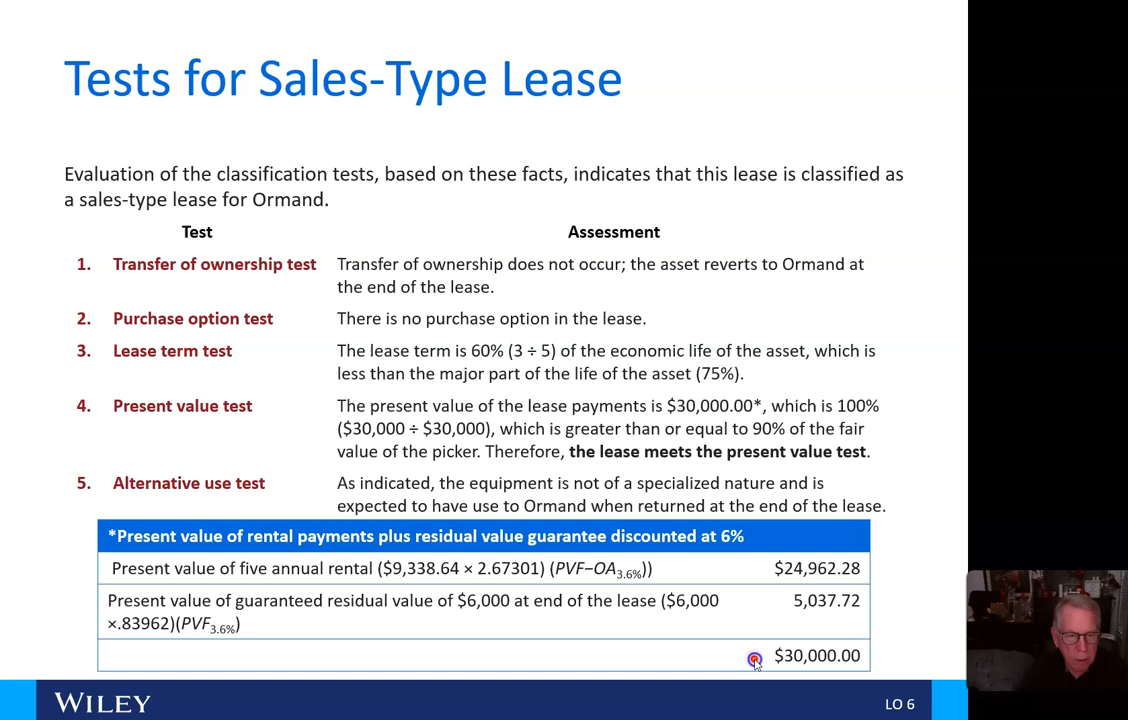 Tests for Sales-Type Lease
Evaluation of the classification tests, based on these facts, indicates that this lease is classified as
a sales-type lease for Ormand.
Test Assessment
1. Transfer of ownership test Transfer of ownership does not occur; the asset reverts to Ormand at
the end of the lease.
2. Purchase option test There is no purchase option in the lease.
3. Lease term test The lease term is 60% (3 ÷ 5) of the economic life of the asset, which is
less than the major part of the life of the asset (75%).
4. Present value test The present value of the lease payments is $30,000.00*, which is 100%
($30,000 ÷ $30,000), which is greater than or equal to 90% of the fair
value of the picker. Therefore, the lease meets the present value test.
5. Alternative use test As indicated, the equipment is not of a specialized nature and is
expected to have use to Ormand when returned at the end of the lease.
*Present value of rental payments plus residual value guarantee discounted at 6%
Present value of five annual rental ($9,338.64 × 2.67301) (PVF−OA3.6%)) $24,962.28
Present value of guaranteed residual value of $6,000 at end of the lease ($6,000 5,037.72
×.83962)(PVF3.6%)
$30,000.00
WILEY LO 6